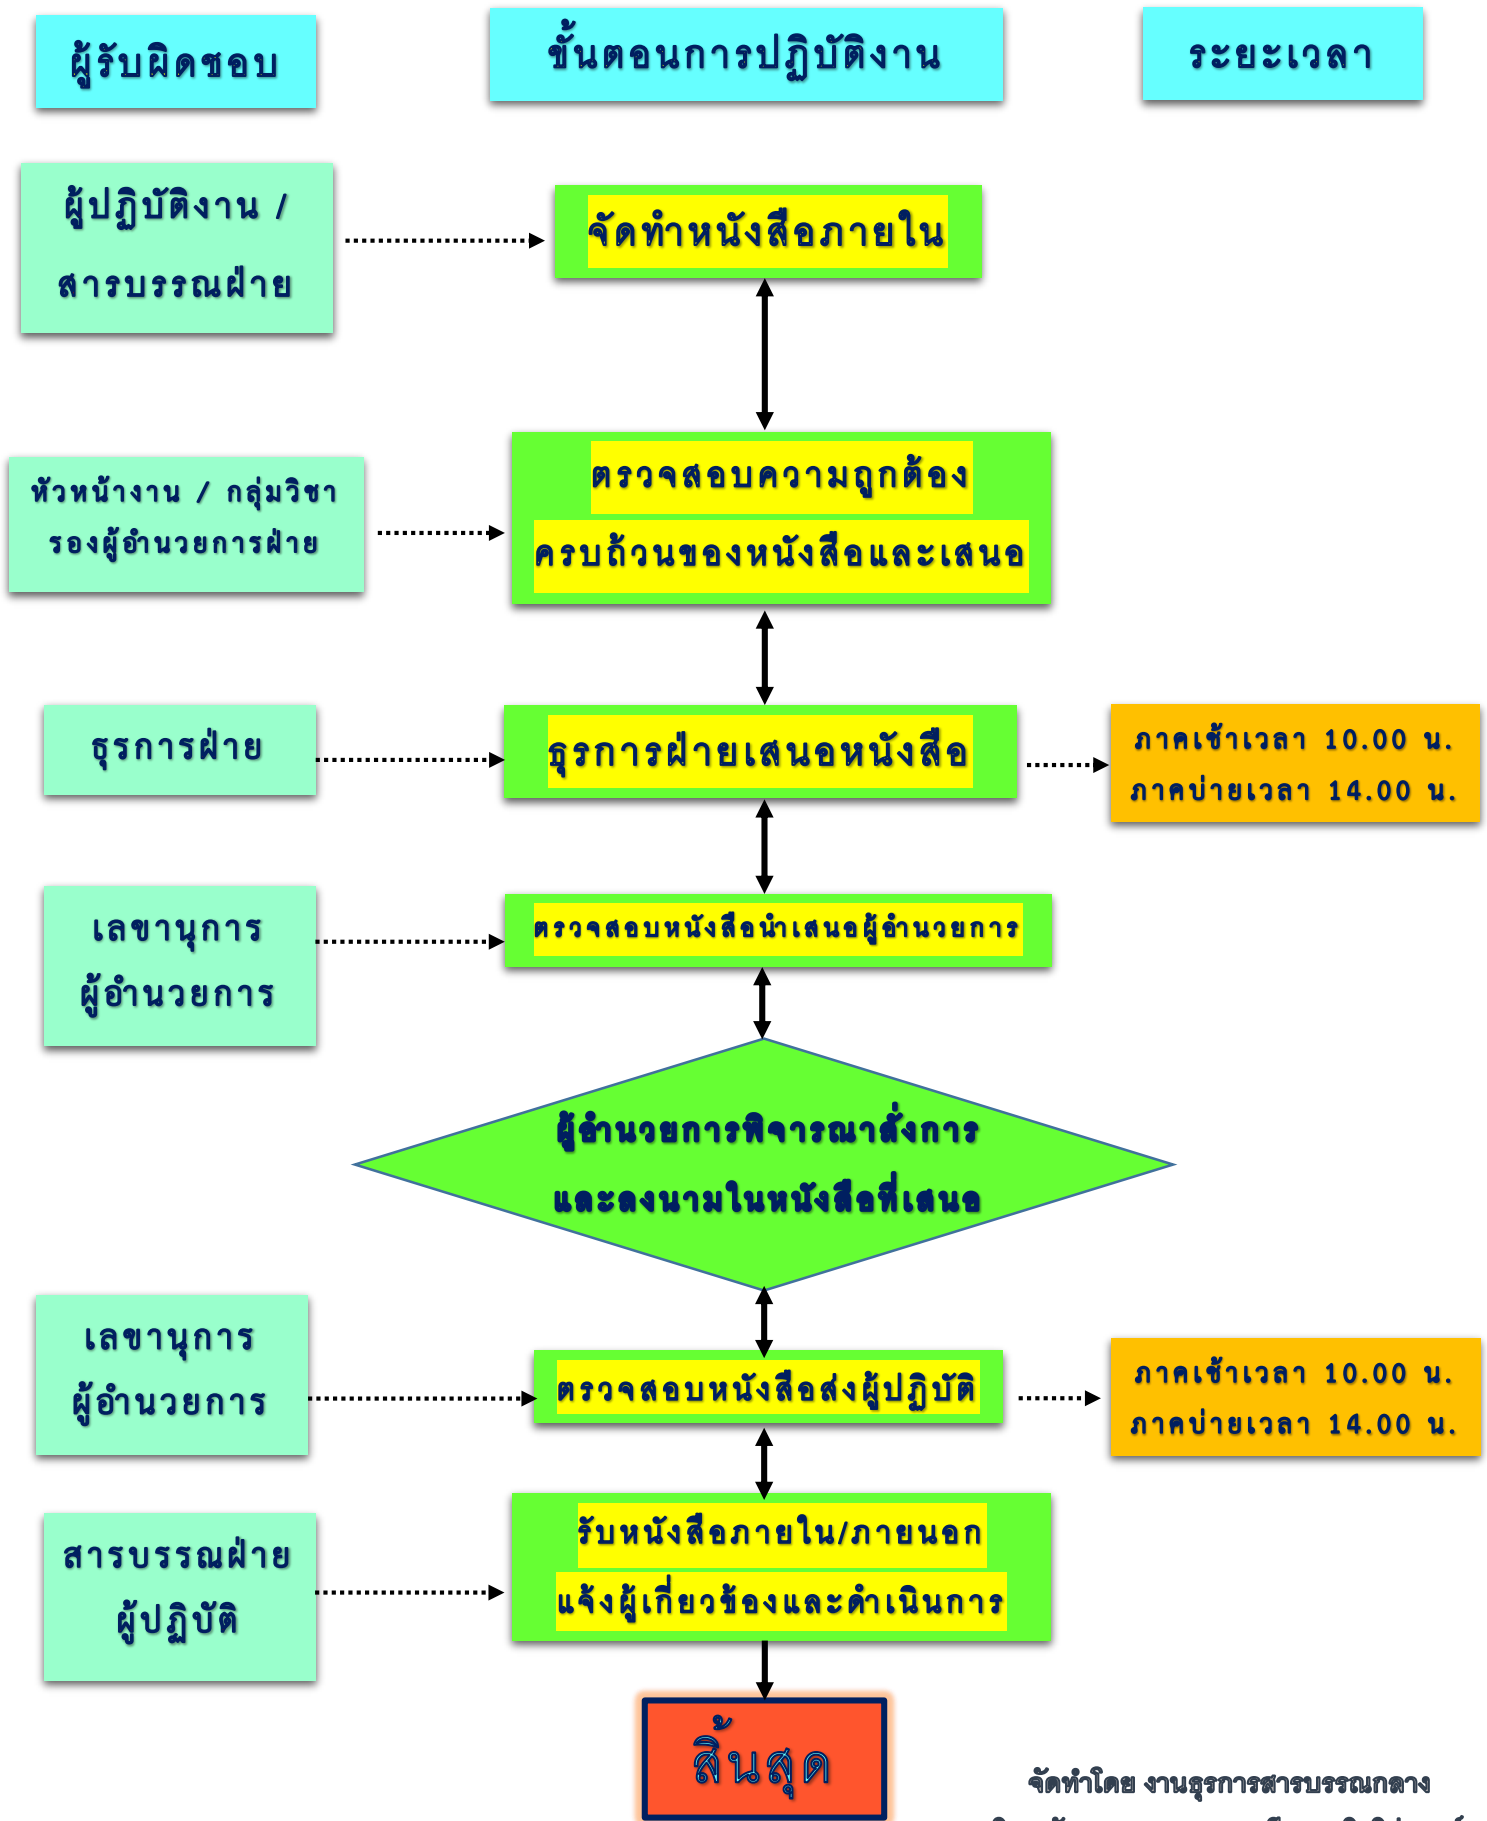 ผู้รับผิดชอบ
ขั้นตอนการปฏิบัติงาน
ระยะเวลา
ผู้ปฏิบัติงาน /
สารบรรณฝ่าย
จัดทำหนังสือภายใน
หัวหน้างาน / กลุ่มวิชา
รองผู้อำนวยการฝ่าย
ตรวจสอบความถูกต้อง
ครบถ้วนของหนังสือและเสนอ
ธุรการฝ่าย
ธุรการฝ่ายเสนอหนังสือ
ภาคเช้าเวลา 10.00 น.
ภาคบ่ายเวลา 14.00 น.
เลขานุการ
ผู้อำนวยการ
ตรวจสอบหนังสือนำเสนอผู้อำนวยการ
ผู้อำนวยการพิจารณาสั่งการ
และลงนามในหนังสือที่เสนอ
เลขานุการ
ผู้อำนวยการ
ตรวจสอบหนังสือส่งผู้ปฏิบัติ
ภาคเช้าเวลา 10.00 น.
ภาคบ่ายเวลา 14.00 น.
สารบรรณฝ่าย
ผู้ปฏิบัติ
รับหนังสือภายใน/ภายนอก
แจ้งผู้เกี่ยวข้องและดำเนินการ
สิ้นสุด
จัดทำโดย งานธุรการสารบรรณกลาง